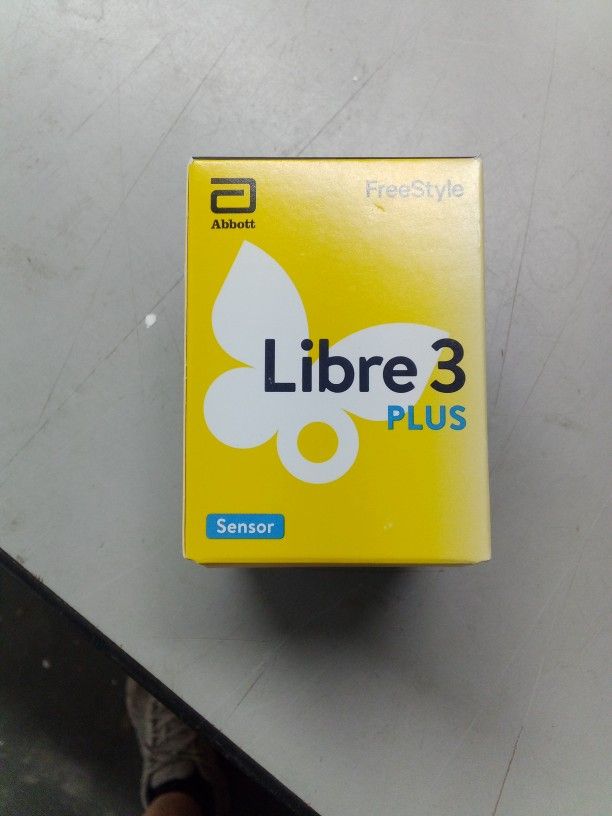 FreeStyle
Abbott
Libre 3
PLUS
Sensor